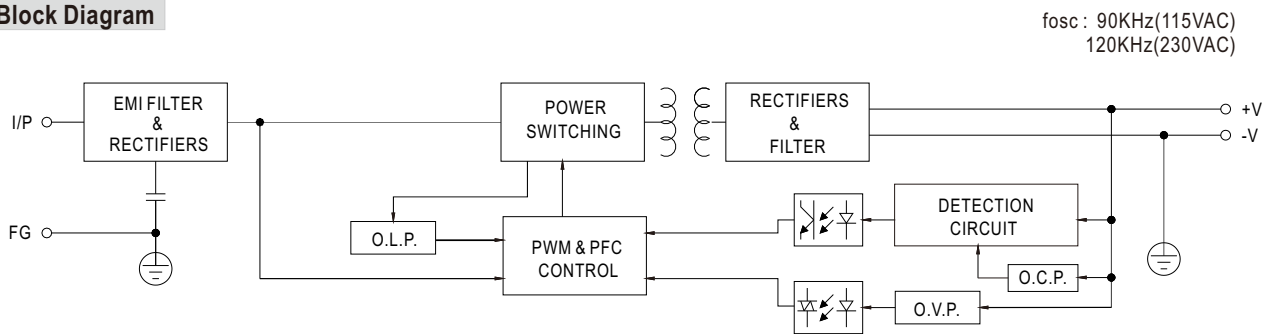 Block Diagram
fosc : 90KHz(115VAC)
120KHz(230VAC)
I/P
EMI FILTER
&
RECTIFIERS
POWER
SWITCHING
RECTIFIERS
&
FILTER
+V
-V
FG
O.L.P.
PWM & PFC
CONTROL
DETECTION
CIRCUIT
O.C.P.
O.V.P.